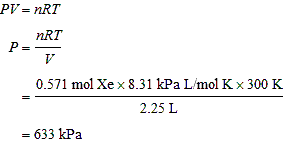 PV = nRT
P = nRT / V
= 0.571 mol Xe × 8.31 kPa L/mol K × 300 K / 2.25 L
= 633 kPa